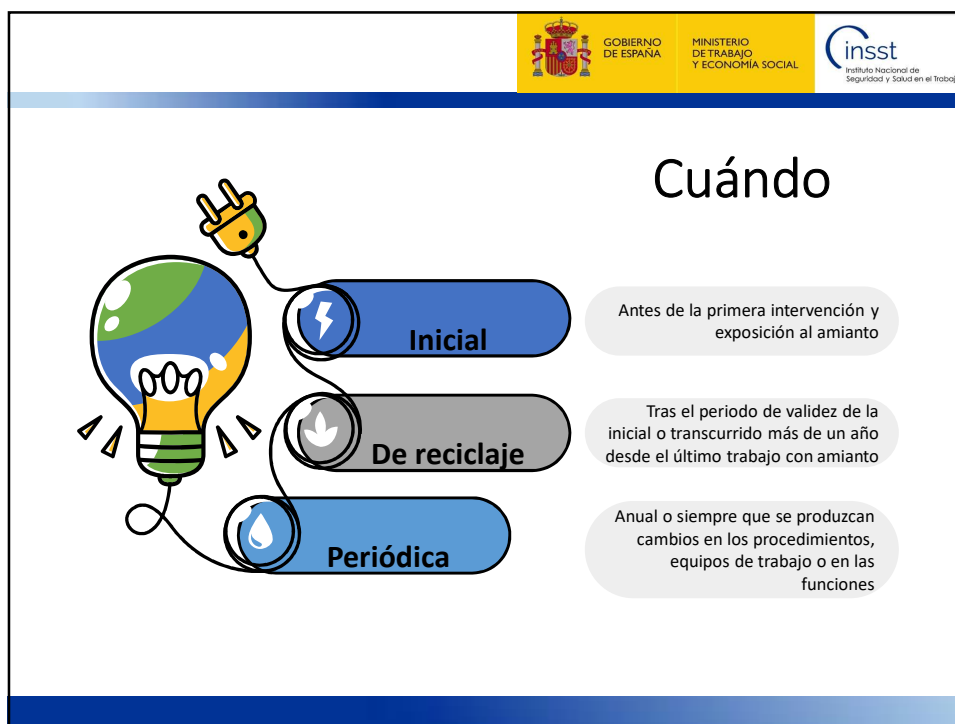 GOBIERNO
DE ESPAÑA
MINISTERIO
DE TRABAJO
Y ECONOMÍA SOCIAL
insst
Instituto Nacional de
Seguridad y Salud en el Trabaj
Cuándo
Inicial
Antes de la primera intervención y
exposición al amianto
De reciclaje
Tras el periodo de validez de la
inicial o transcurrido más de un año
desde el último trabajo con amianto
Periódica
Anual o siempre que se produzcan
cambios en los procedimientos,
equipos de trabajo o en las
funciones